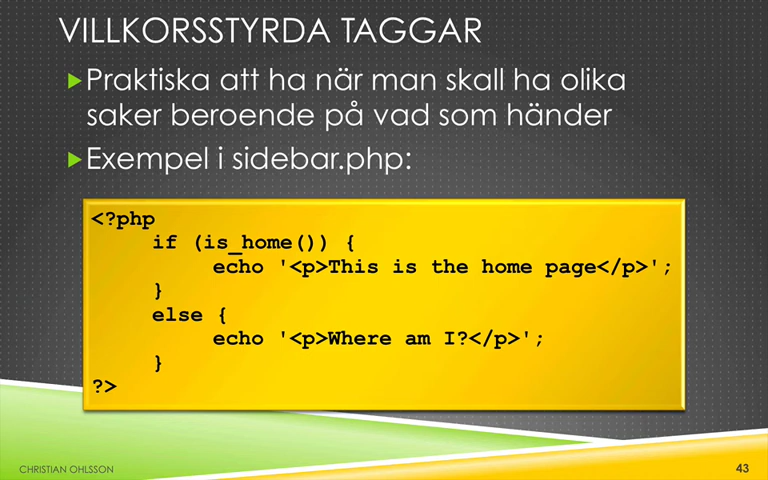 VILLKORSSTYRDA TAGGAR
Praktiska att ha när man skall ha olika
saker beroende på vad som händer
Exempel i sidebar.php:
<?php
if (is_home()) {
echo '<p>This is the home page</p>';
}
else {
echo '<p>Where am I?</p>';
}
?>
CHRISTIAN OHLSSON
43